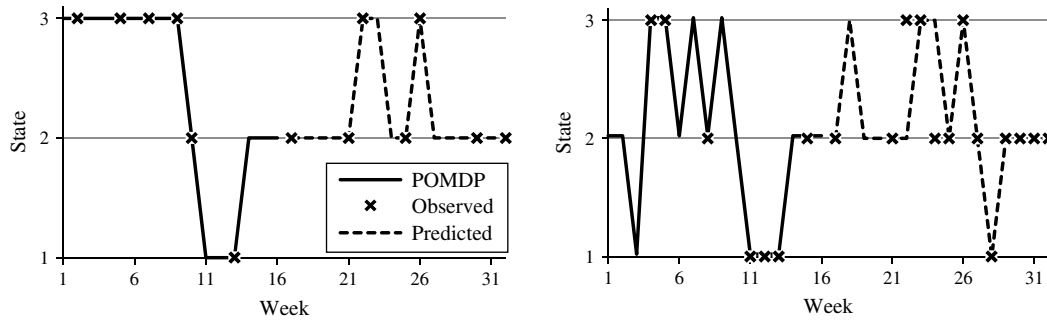 3
2
1
State
1 6 11 16 21 26 31
Week
POMDP
Observed
Predicted
3
2
1
State
1 6 11 16 21 26 31
Week